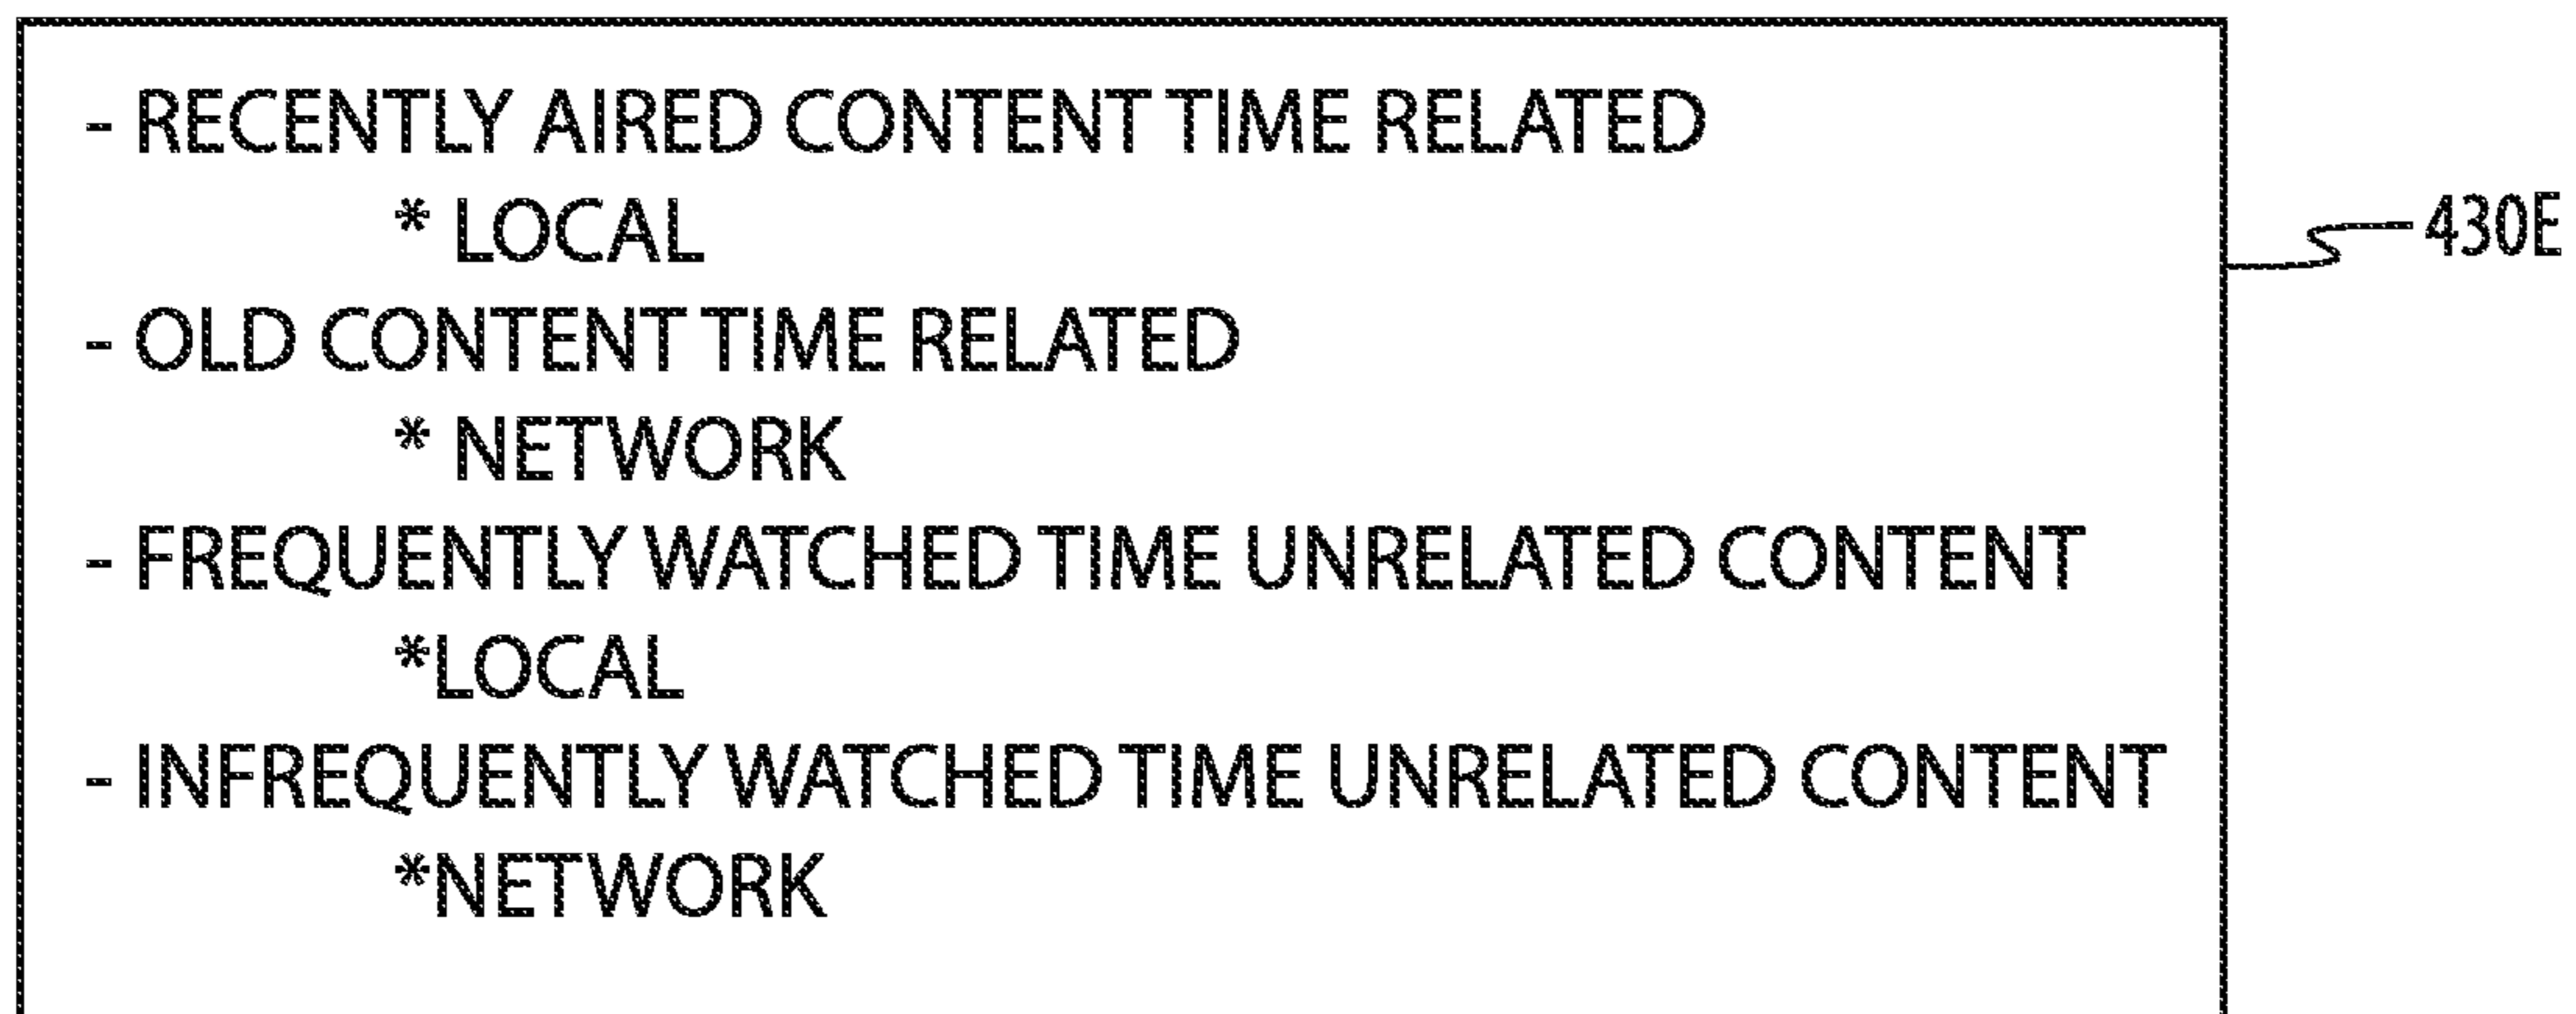 - RECENTLY AIRED CONTENT TIME RELATED
* LOCAL
430E
- OLD CONTENT TIME RELATED
* NETWORK
- FREQUENTLY WATCHED TIME UNRELATED CONTENT
*LOCAL
- INFREQUENTLY WATCHED TIME UNRELATED CONTENT
*NETWORK